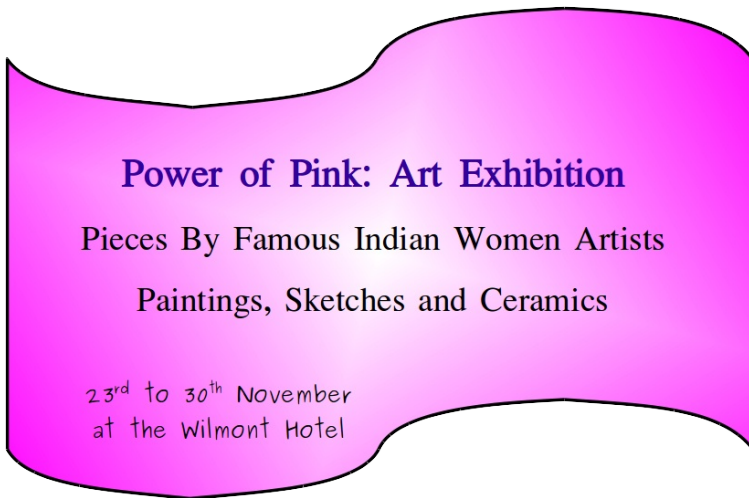 Power of Pink: Art Exhibition
Pieces By Famous Indian Women Artists
Paintings, Sketches and Ceramics
23rd to 30th November
at the Wilmont Hotel